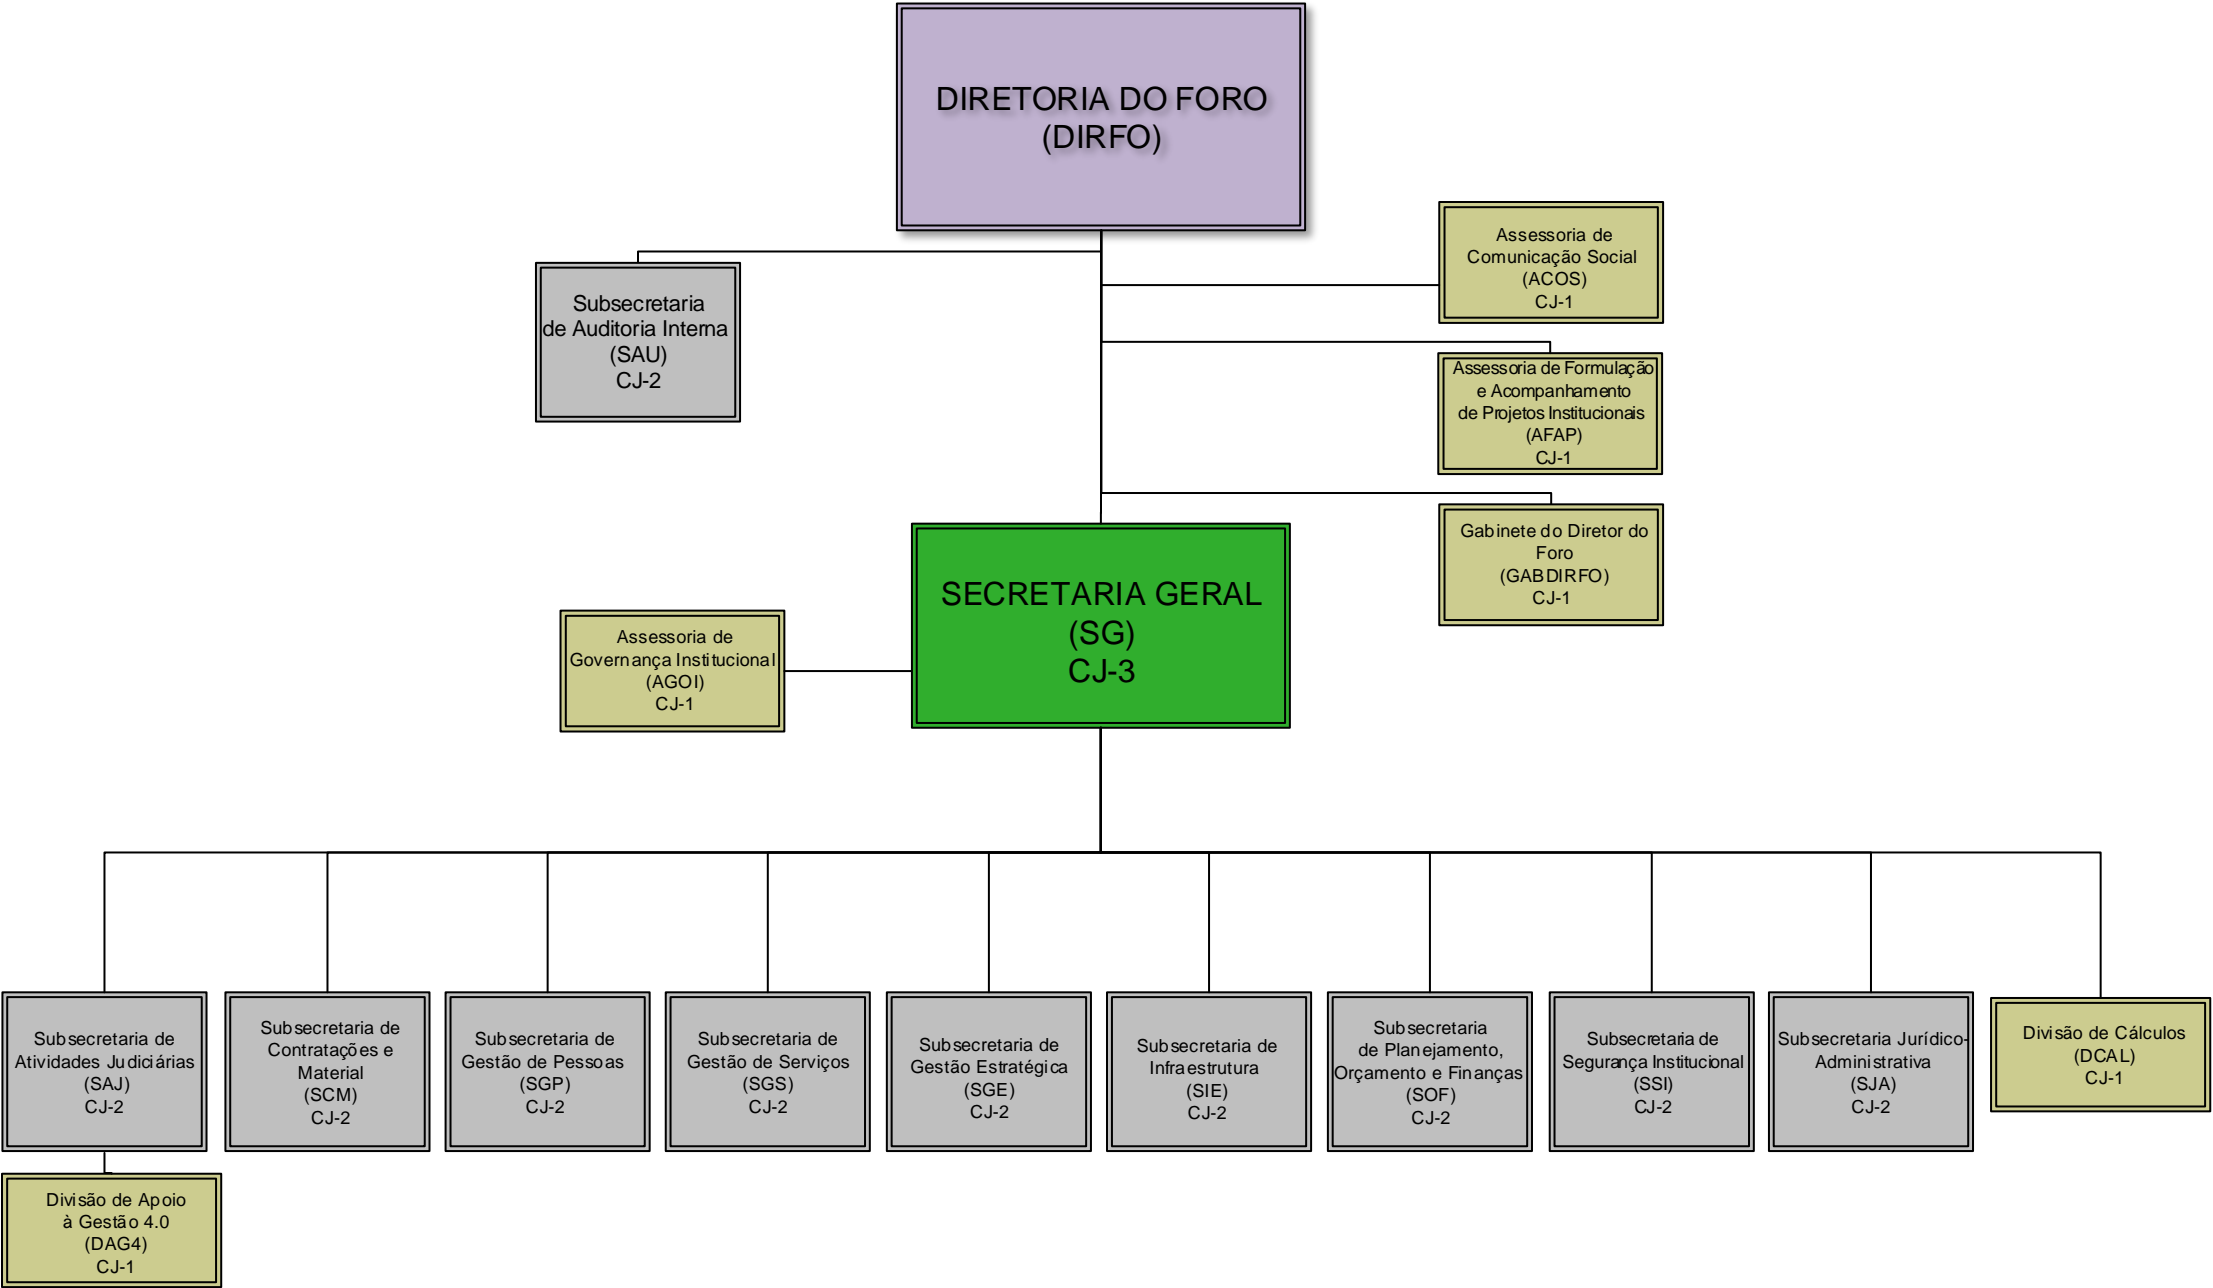 DIRETORIA DO FORO
(DIRFO)
Assessoria de
Comunicação Social
(ACOS)
CJ-1
Subsecretaria
de Auditoria Interna
(SAU)
CJ-2
Assessoria de Formulação
e Acompanhamento
de Projetos Institucionais
(AFAP)
CJ-1
Gabinete do Diretor do
Foro
(GABDIRFO)
CJ-1
SECRETARIA GERAL
(SG)
CJ-3
Assessoria de
Governança Institucional
(AGOI)
CJ-1
Subsecretaria de
Atividades Judiciárias
(SAJ)
CJ-2
Subsecretaria de
Contratações e
Material
(SCM)
CJ-2
Subsecretaria de
Gestão de Pessoas
(SGP)
CJ-2
Subsecretaria de
Gestão de Serviços
(SGS)
CJ-2
Subsecretaria de
Gestão Estratégica
(SGE)
CJ-2
Subsecretaria de
Infraestrutura
(SIE)
CJ-2
Subsecretaria
de Planejamento,
Orçamento e Finanças
(SOF)
CJ-2
Subsecretaria de
Segurança Institucional
(SSI)
CJ-2
Subsecretaria Jurídico-
Administrativa
(SJA)
CJ-2
Divisão de Cálculos
(DCAL)
CJ-1
Divisão de Apoio
à Gestão 4.0
(DAG4)
CJ-1